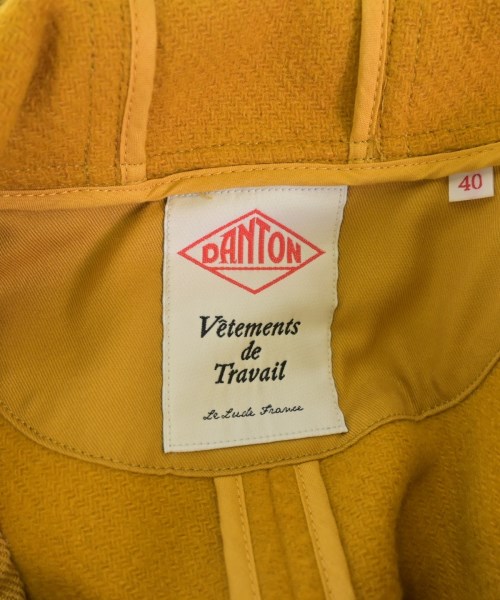 DANTON
Vêtements
de
Travail
Le Lude France
40